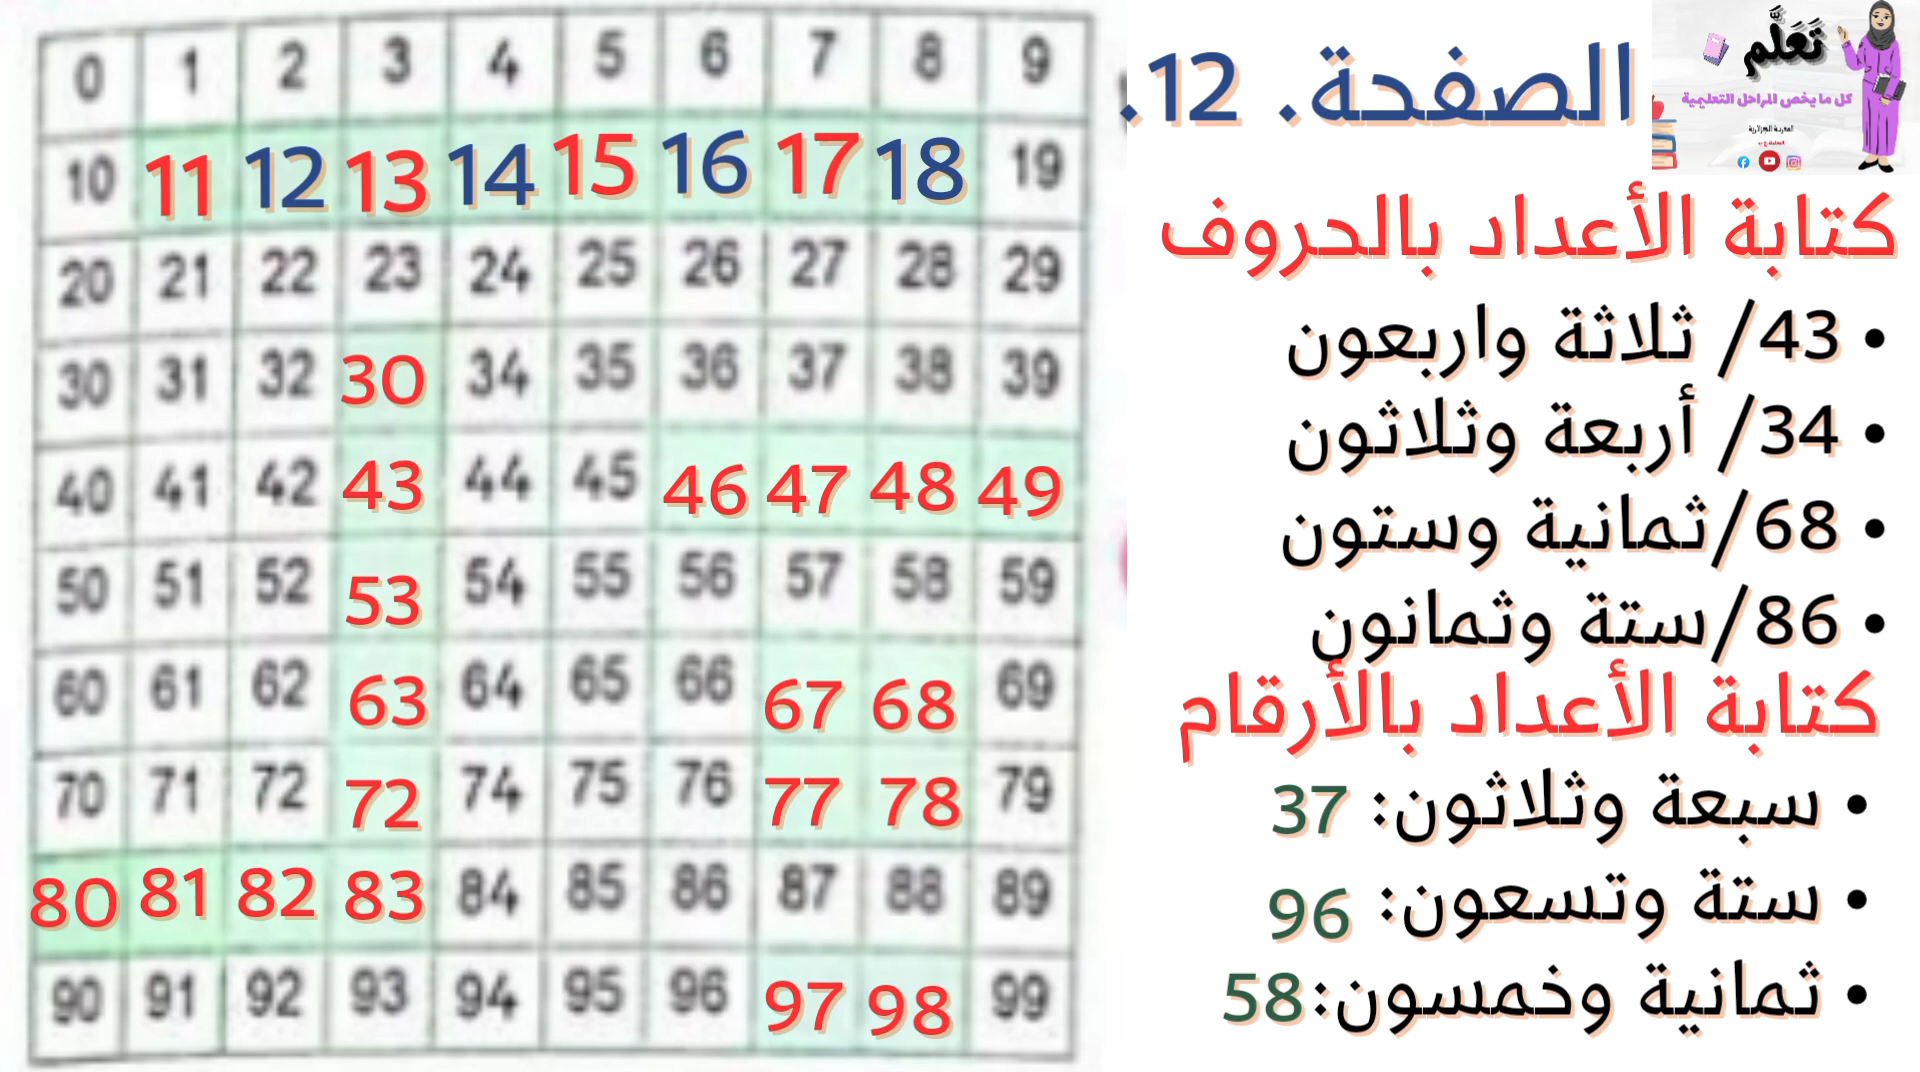 تَعَلَّم
كل ما يخص المراحل التعليمية
الصفحة. 12.
كتابة الأعداد بالحروف
• 43/ ثلاثة واربعون
• 34/ أربعة وثلاثون
• 68/ثمانية وستون
• 86/ستة وثمانون
كتابة الأعداد بالأرقام
• سبعة وثلاثون: 37
• ستة وتسعون: 96
• ثمانية وخمسون:58
0 1 2 3 4 5 6 7 8 9
10 11 12 13 14 15 16 17 18 19
20 21 22 23 24 25 26 27 28 29
30 31 32 30 34 35 36 37 38 39
40 41 42 43 44 45 46 47 48 49
50 51 52 53 54 55 56 57 58 59
60 61 62 63 64 65 66 67 68 69
70 71 72 72 74 75 76 77 78 79
80 81 82 83 84 85 86 87 88 89
90 91 92 93 94 95 96 97 98 99